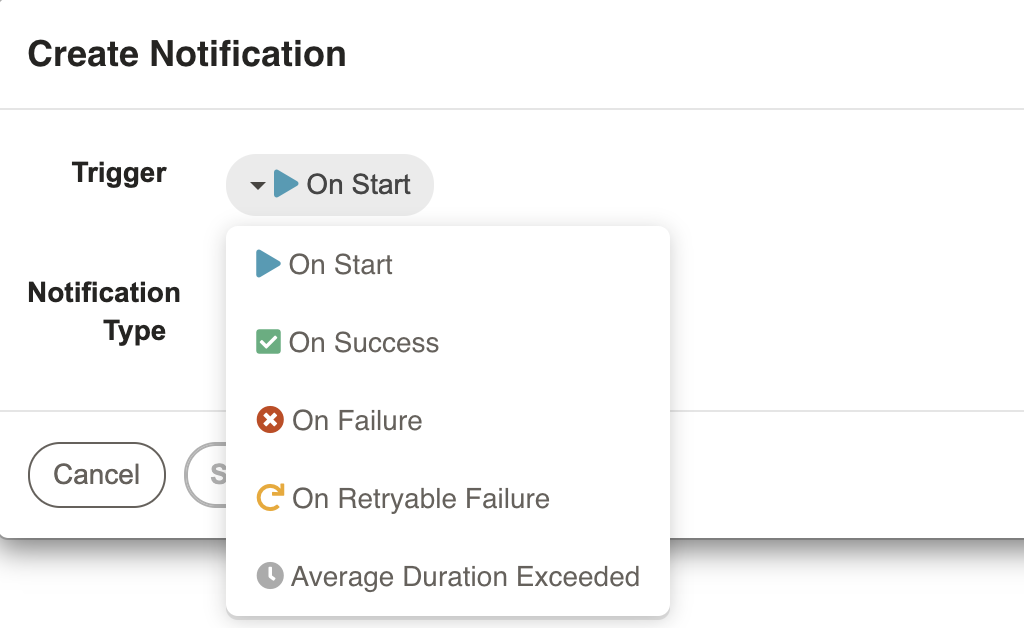 Create Notification
Trigger
On Start
On Start
Notification
Type
On Success
On Failure
Cancel
S
On Retryable Failure
Average Duration Exceeded